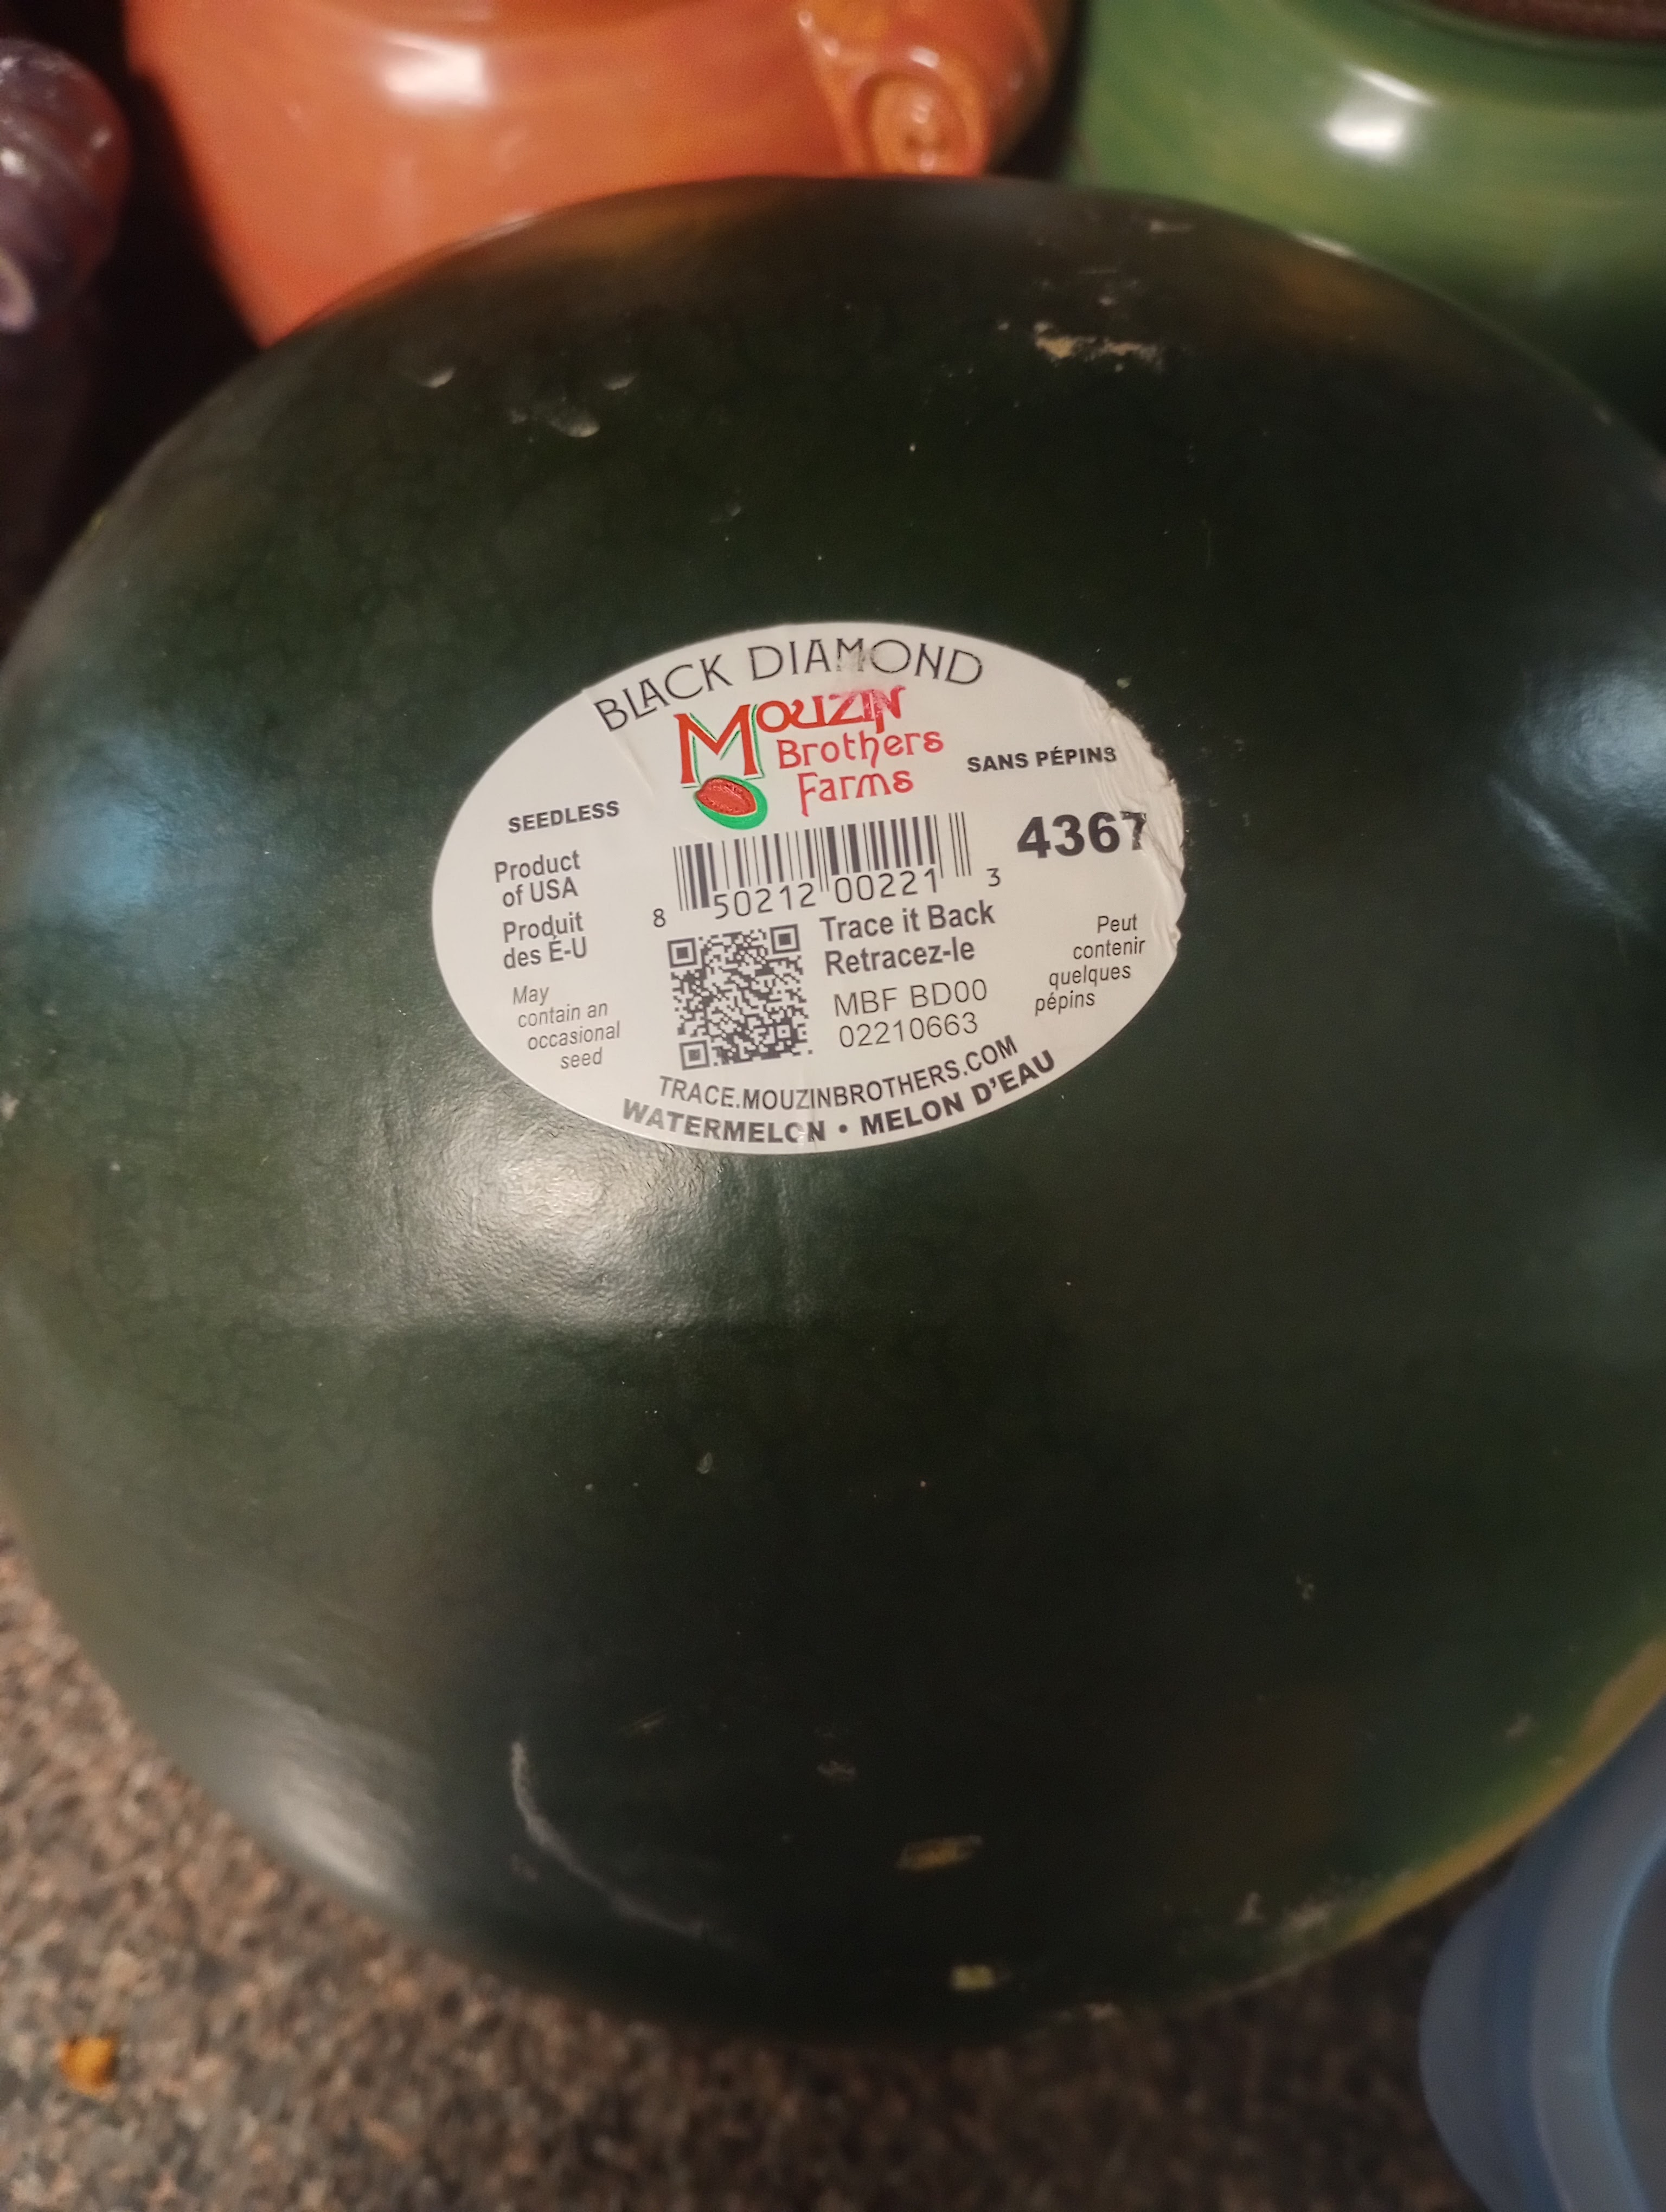 BLACK DIAMOND
MOUZIN
Brothers
Farms
SEEDLESS
SANS PÉPINS
4367
Product
of USA
Produit
des É-U
May
contain an
occasional
seed
8 50212 00221 3
Trace it Back
Retracez-le
MBF BD00
02210663
Peut
contenir
quelques
pépins
TRACE.MOUZINBROTHERS.COM
WATERMELON • MELON D'EAU